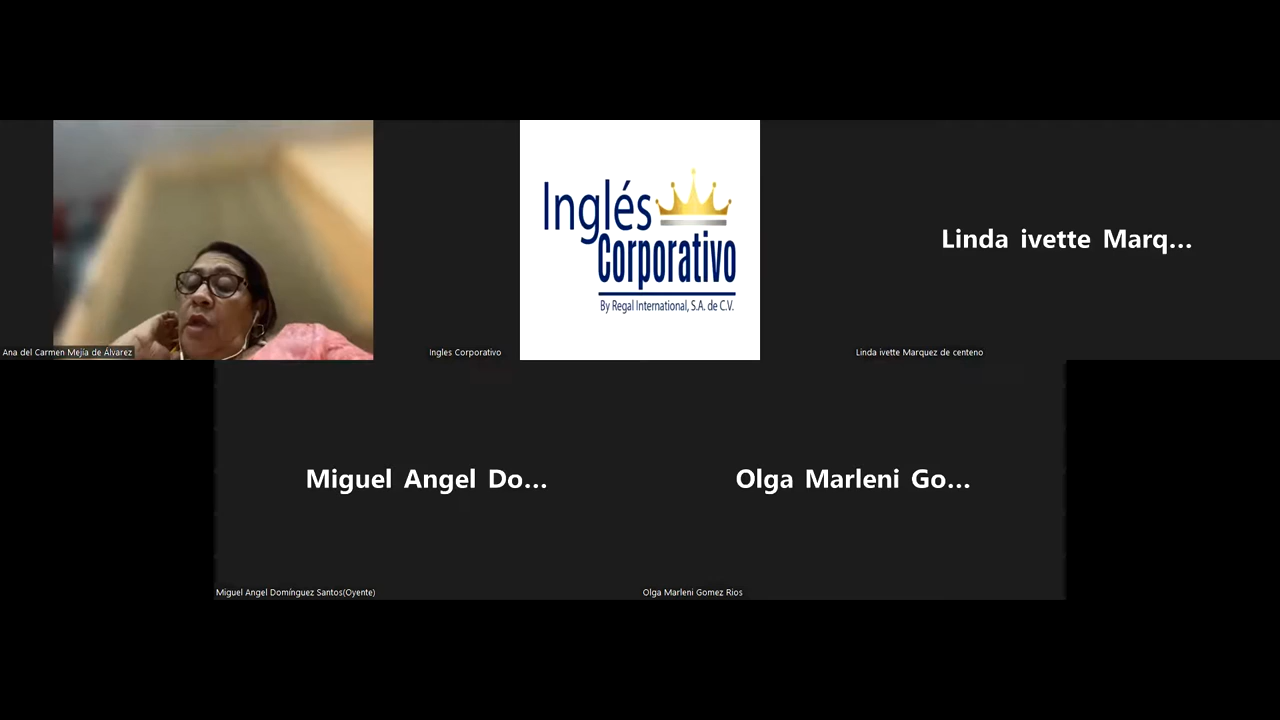 Inglés
Corporativo
By Regal International, S.A. de C.V.
Linda ivette Marq...
Ana del Carmen Mejía de Álvarez
Ingles Corporativo
Linda ivette Marquez de centeno
Miguel Angel Do...
Olga Marleni Go...
Miguel Angel Domínguez Santos(Oyente)
Olga Marleni Gomez Rios